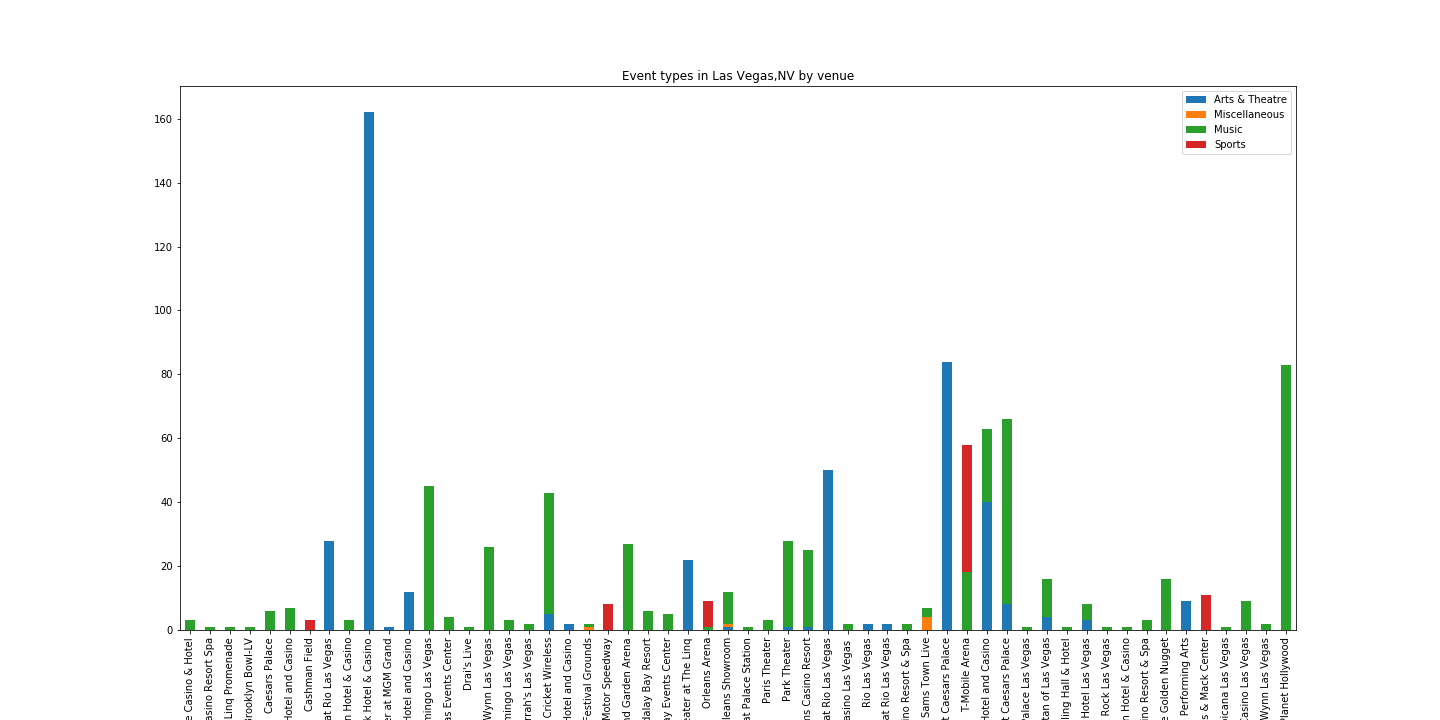 Event types in Las Vegas,NV by venue
Arts & Theatre
Miscellaneous
Music
Sports
160
140
120
100
80
60
40
20
0
e Casino & Hotel
asino Resort Spa
Linq Promenade
Brooklyn Bowl-LV
Caesars Palace
Hotel and Casino
Cashman Field
at Rio Las Vegas
n Hotel & Casino
k Hotel & Casino
er at MGM Grand
Hotel and Casino
mingo Las Vegas
as Events Center
Drai's Live
Wynn Las Vegas
mingo Las Vegas
rrah's Las Vegas
Cricket Wireless
Hotel and Casino
Festival Grounds
Motor Speedway
nd Garden Arena
dalay Bay Resort
ay Events Center
eater at The Linq
Orleans Arena
leans Showroom
at Palace Station
Paris Theater
Park Theater
ns Casino Resort
at Rio Las Vegas
asino Las Vegas
Rio Las Vegas
at Rio Las Vegas
ino Resort & Spa
Sams Town Live
t Caesars Palace
T-Mobile Arena
Hotel and Casino
t Caesars Palace
Palace Las Vegas
tan of Las Vegas
ling Hall & Hotel
Hotel Las Vegas
Rock Las Vegas
n Hotel & Casino
ino Resort & Spa
e Golden Nugget
Performing Arts
s & Mack Center
picana Las Vegas
Casino Las Vegas
Wynn Las Vegas
Planet Hollywood